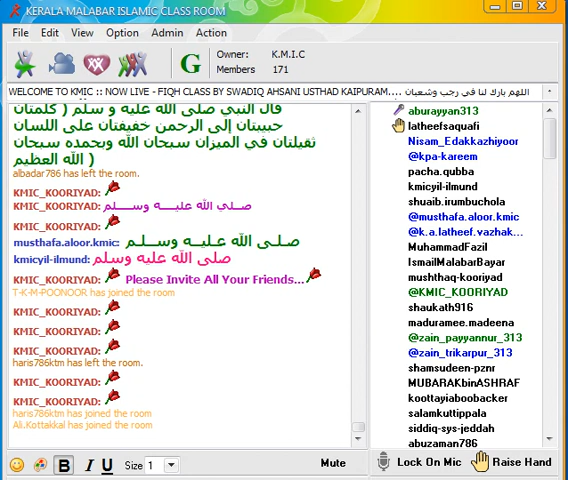 KERALA MALABAR ISLAMIC CLASS ROOM
File Edit View Option Admin Action
G Owner: K.M.I.C
Members 171
WELCOME TO KMIC :: NOW LIVE - FIQH CLASS BY SWADIQ AHSANI USTHAD KAIPURAM.... اللهم بارك لنا في رجب وشعبان
قال النبي صلى الله عليه و سلم ( كلمتان
حبيبتان إلى الرحمن خفيفتان على اللسان
ثقيلتان في الميزان سبحان الله وبحمده سبحان
الله العظيم )
albadar786 has left the room.
KMIC_KOORIYAD:
KMIC_KOORIYAD: صلى الله عليه وسلم
KMIC_KOORIYAD:
musthafa.aloor.kmic: صلى الله عليه وسلم
kmicyil-ilmund: صلى الله عليه وسلم
KMIC_KOORIYAD: Please Invite All Your Friends...
T-K-M-POONOOR has joined the room
KMIC_KOORIYAD:
KMIC_KOORIYAD:
KMIC_KOORIYAD:
haris786ktm has left the room.
KMIC_KOORIYAD:
KMIC_KOORIYAD:
haris786ktm has joined the room
Ali.Kottakkal has joined the room
aburayyan313
latheefsaquafi
Nisam_Edakkazhiyoor
@kpa-kareem
pacha.qubba
kmicyil-ilmund
shuaib.irumbuchola
@musthafa.aloor.kmic
@k.a.latheef.vazhak...
MuhammadFazil
IsmailMalabarBayar
mushthaq-kooriyad
@KMIC_KOORIYAD
shaukath916
maduramee.madeena
@zain_payyannur_313
@zain_trikarpur_313
shamsudeen-pznr
MUBARAKbinASHRAF
koottayiaboobacker
salamkuttippala
siddiq-sys-jeddah
abuzaman786
B I U Size 1 Mute
Lock On Mic Raise Hand